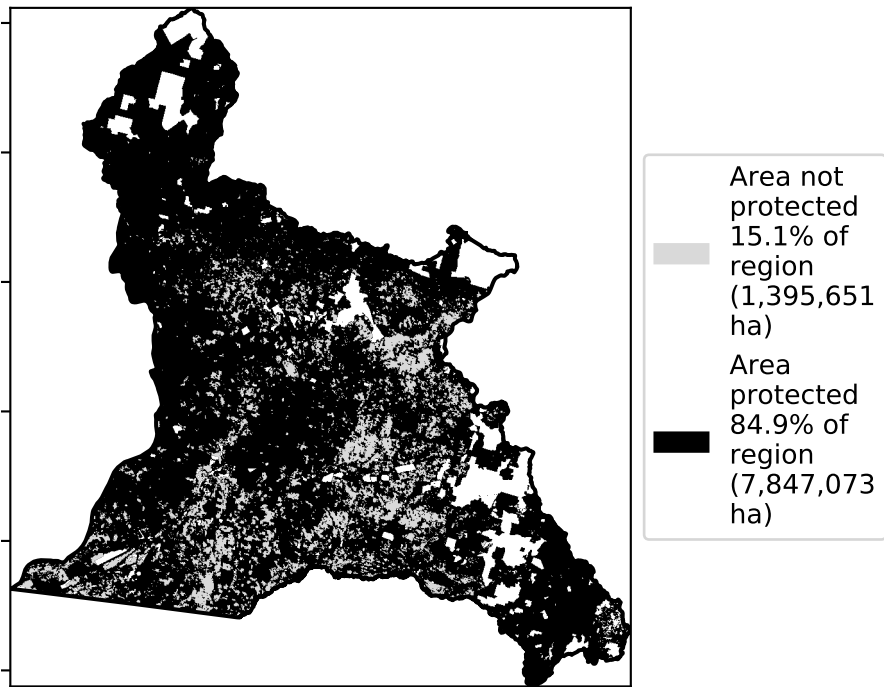 Area not
protected
15.1% of
region
(1,395,651
ha)
Area
protected
84.9% of
region
(7,847,073
ha)